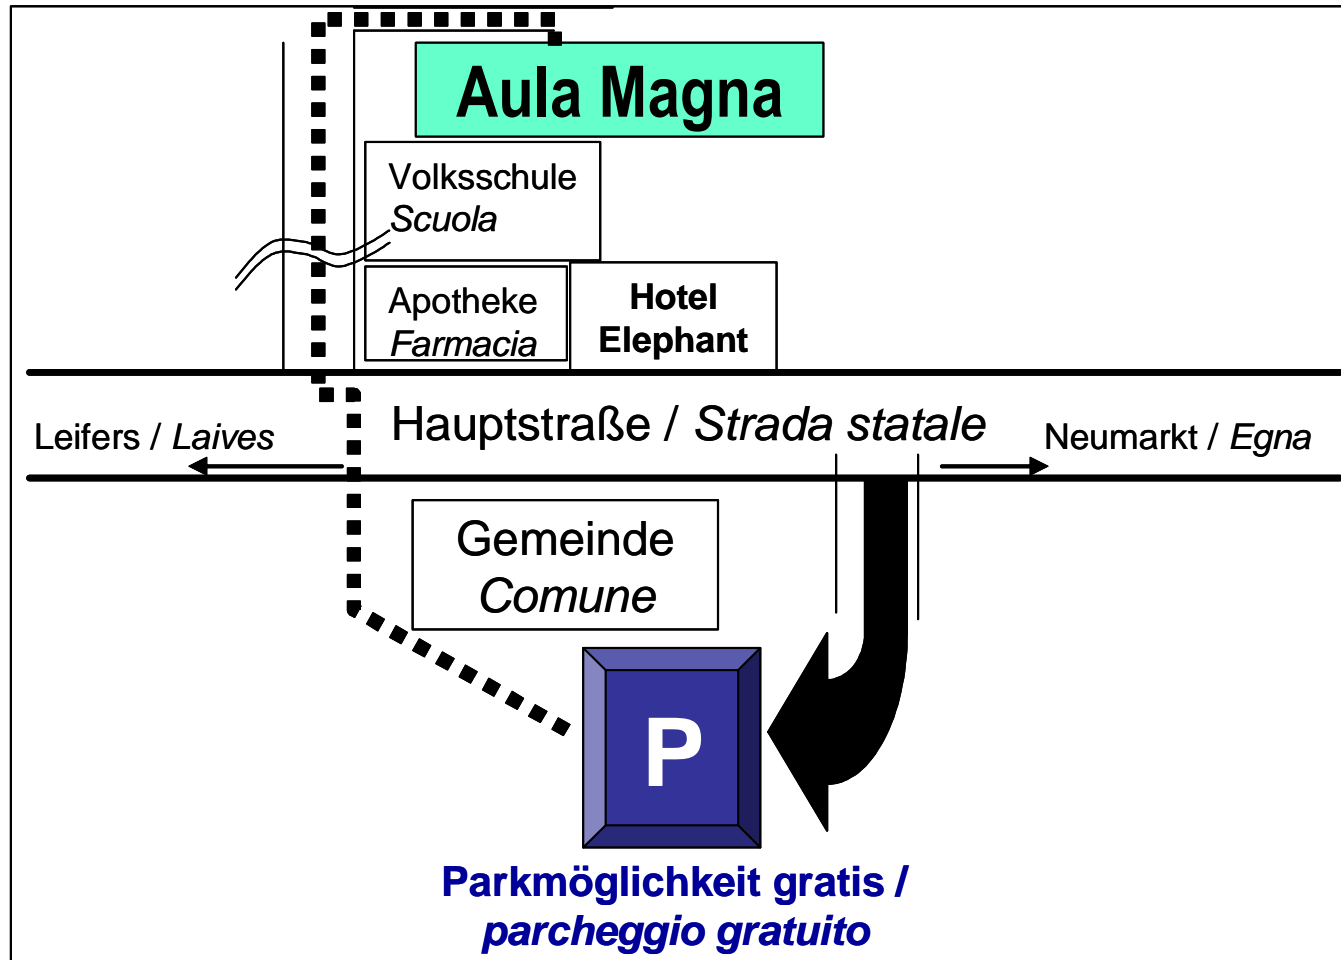 Aula Magna
Volksschule
Scuola
Apotheke
Farmacia
Hotel
Elephant
Hauptstraße / Strada statale
Leifers / Laives
Neumarkt / Egna
Gemeinde
Comune
P
Parkmöglichkeit gratis /
parcheggio gratuito